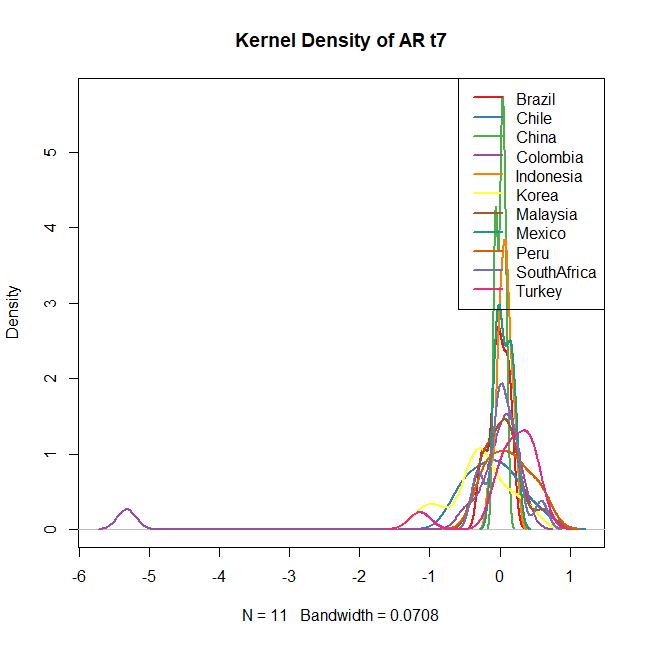 Kernel Density of AR t7
Brazil
Chile
China
Colombia
Indonesia
Korea
Malaysia
Mexico
Peru
SouthAfrica
Turkey
Density
5
4
3
2
1
0
-6 -5 -4 -3 -2 -1 0 1
N = 11 Bandwidth = 0.0708